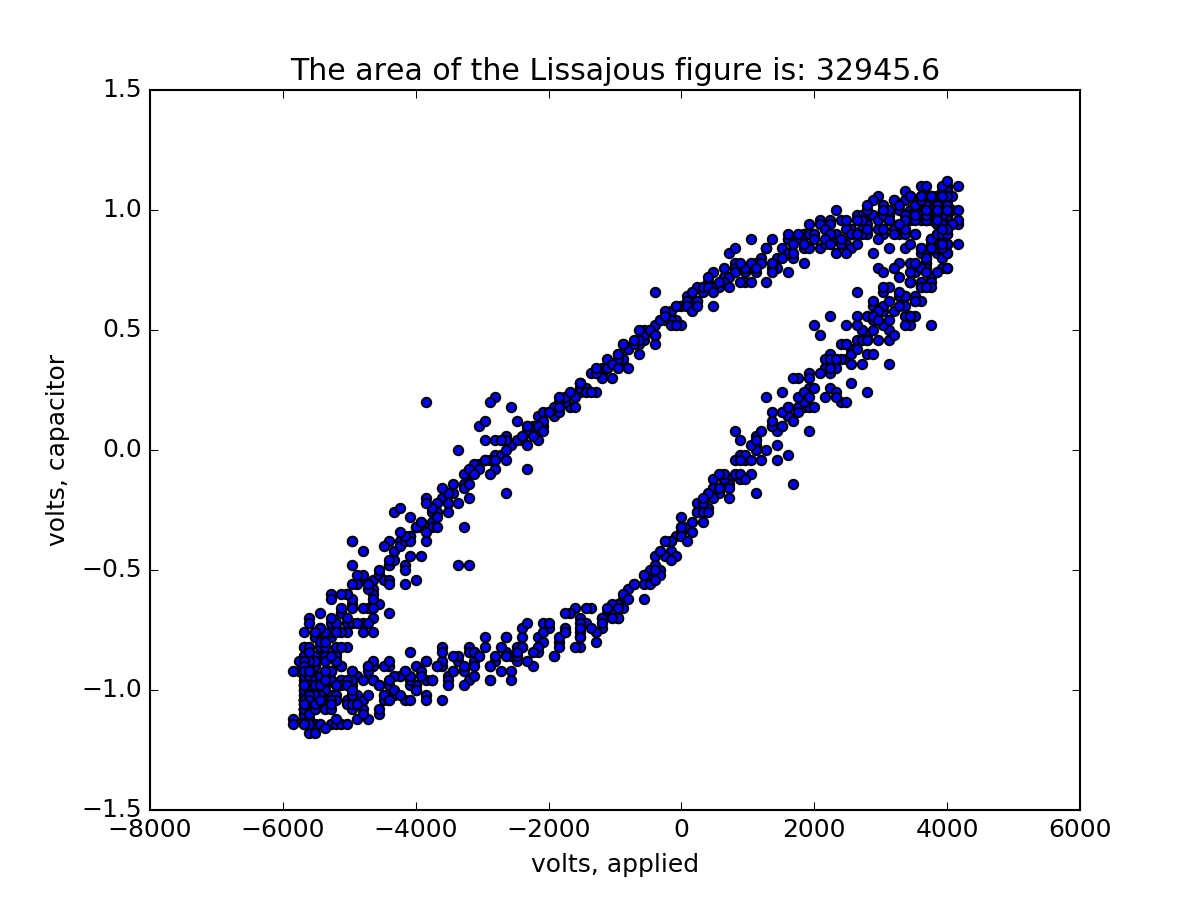 The area of the Lissajous figure is: 32945.6
1.5
1.0
0.5
0.0
−0.5
−1.0
−1.5
volts, capacitor
−8000 −6000 −4000 −2000 0 2000 4000 6000
volts, applied